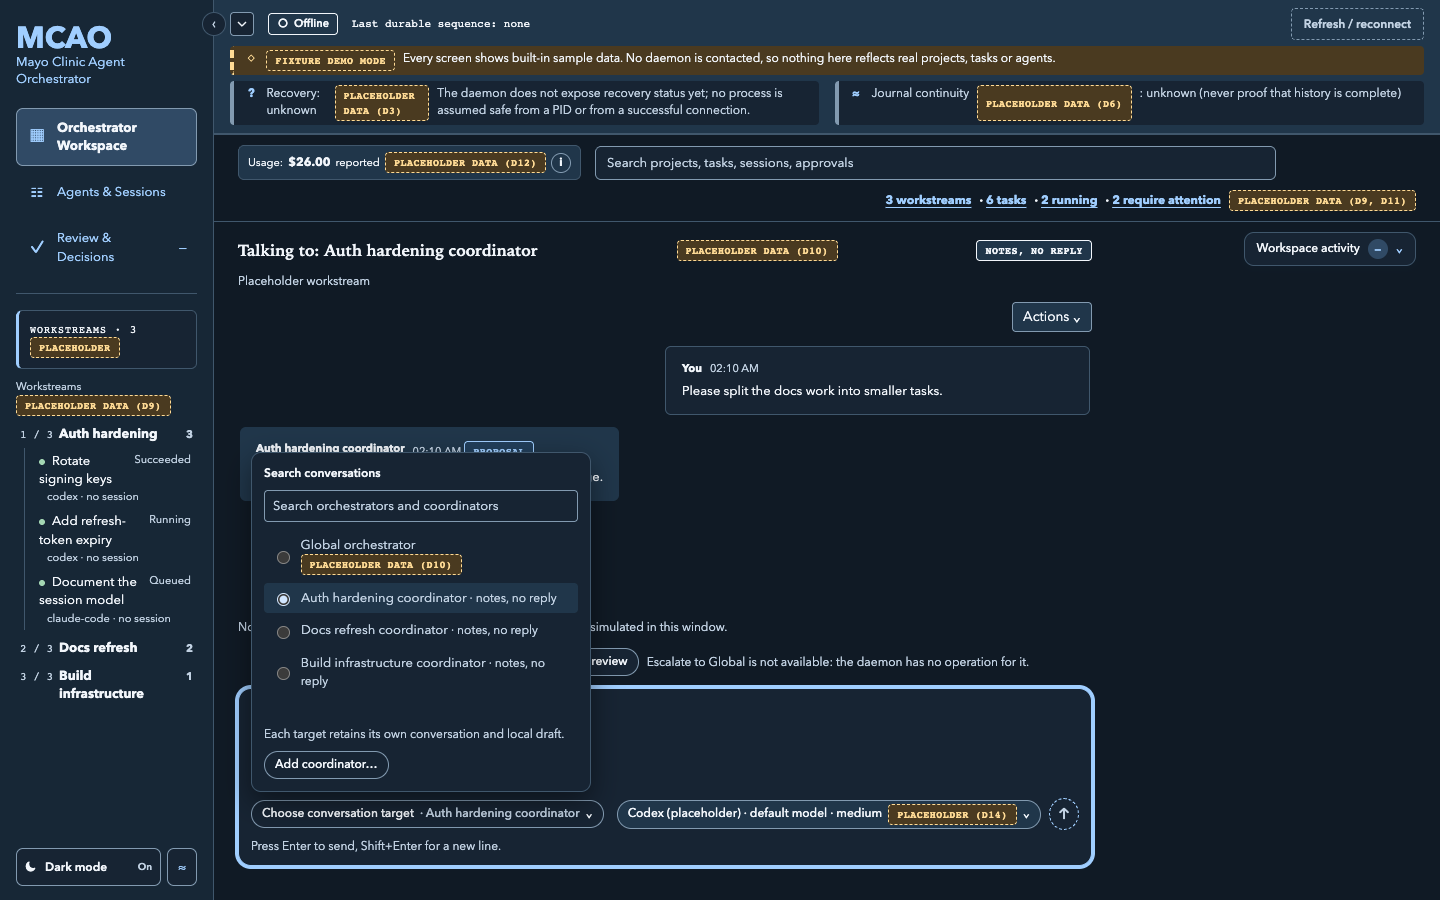 MCAO
Mayo Clinic Agent
Orchestrator
Orchestrator
Workspace
Agents & Sessions
Review &
Decisions
–
WORKSTREAMS · 3
PLACEHOLDER
Workstreams
PLACEHOLDER DATA (D9)
1 / 3 Auth hardening 3
Rotate Succeeded
signing keys
codex · no session
Add refresh- Running
token expiry
codex · no session
Document the Queued
session model
claude-code · no session
2 / 3 Docs refresh 2
3 / 3 Build 1
infrastructure
Dark mode On
≈
Offline Last durable sequence: none
Refresh / reconnect
FIXTURE DEMO MODE Every screen shows built-in sample data. No daemon is contacted, so nothing here reflects real projects, tasks or agents.
? Recovery:
unknown
PLACEHOLDER
DATA (D3)
The daemon does not expose recovery status yet; no process is
assumed safe from a PID or from a successful connection.
≈ Journal continuity PLACEHOLDER DATA (D6) : unknown (never proof that history is complete)
Usage: $26.00 reported PLACEHOLDER DATA (D12) i
Search projects, tasks, sessions, approvals
3 workstreams · 6 tasks · 2 running · 2 require attention PLACEHOLDER DATA (D9, D11)
Talking to: Auth hardening coordinator PLACEHOLDER DATA (D10) NOTES, NO REPLY
Placeholder workstream
Workspace activity –
Actions
You 02:10 AM
Please split the docs work into smaller tasks.
Auth hardening coordinator 02:10 AM PROPOSAL
e.
Search conversations
Search orchestrators and coordinators
Global orchestrator
PLACEHOLDER DATA (D10)
Auth hardening coordinator · notes, no reply
Docs refresh coordinator · notes, no reply
Build infrastructure coordinator · notes, no
reply
Each target retains its own conversation and local draft.
Add coordinator...
No
simulated in this window.
review Escalate to Global is not available: the daemon has no operation for it.
Choose conversation target · Auth hardening coordinator
Codex (placeholder) · default model · medium PLACEHOLDER (D14)
Press Enter to send, Shift+Enter for a new line.